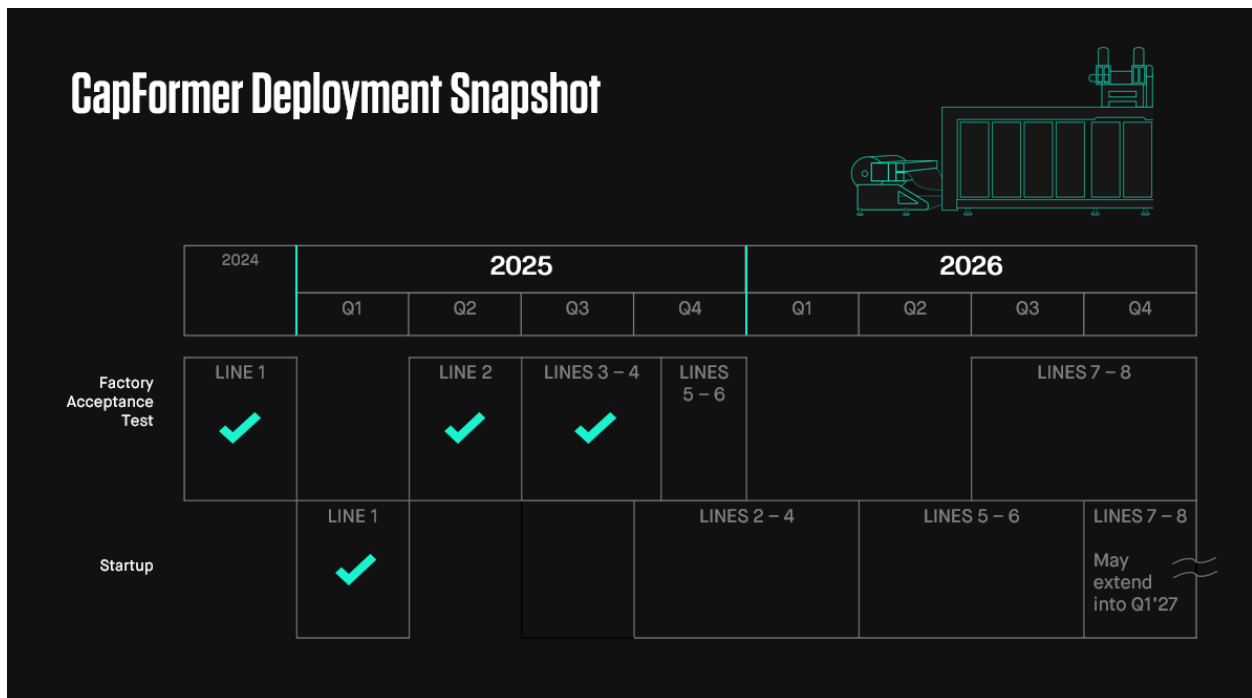 CapFormer Deployment Snapshot
2024
2025
2026
Q1
Q2
Q3
Q4
Q1
Q2
Q3
Q4
Factory
Acceptance
Test
LINE 1
LINE 2
LINES 3 – 4
LINES
5 – 6
LINES 7 – 8
Startup
LINE 1
LINES 2 – 4
LINES 5 – 6
LINES 7 – 8
May
extend
into Q1’27